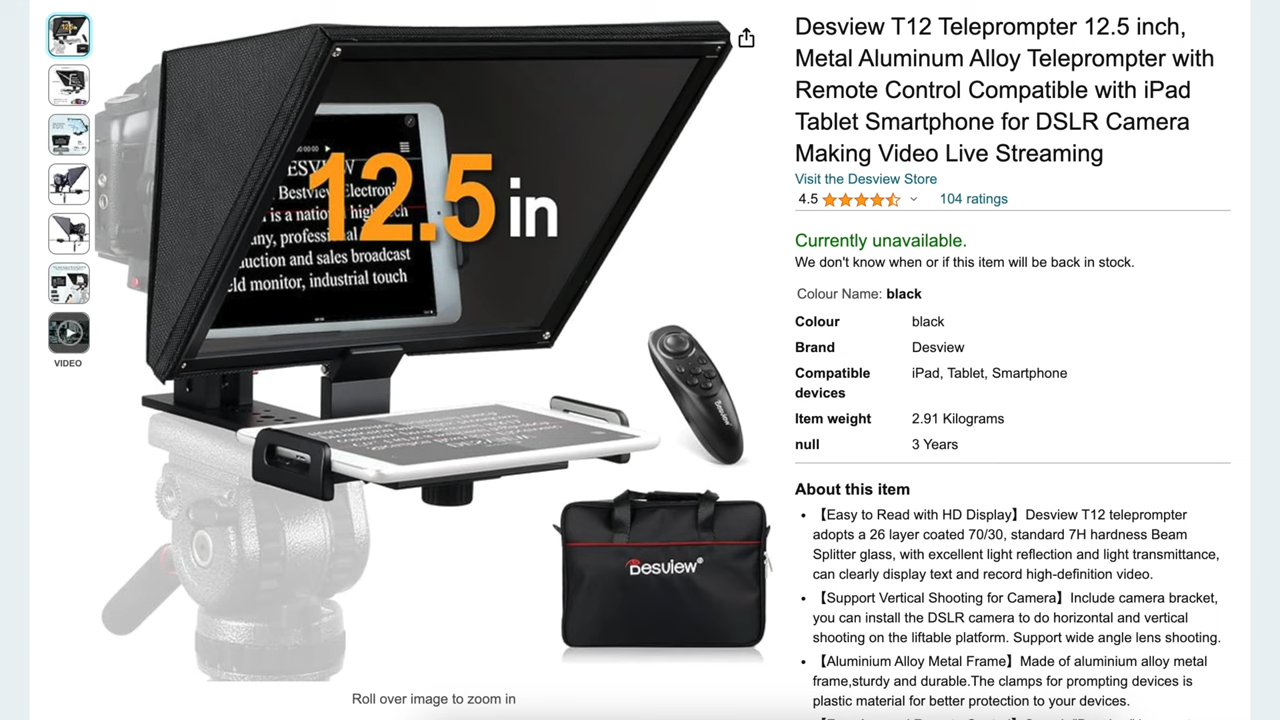 Desview T12 Teleprompter 12.5 inch,
Metal Aluminum Alloy Teleprompter with
Remote Control Compatible with iPad
Tablet Smartphone for DSLR Camera
Making Video Live Streaming
Visit the Desview Store
4.5
104 ratings
Currently unavailable.
We don't know when or if this item will be back in stock.
Colour Name: black
Colour black
Brand Desview
Compatible devices iPad, Tablet, Smartphone
Item weight 2.91 Kilograms
null 3 Years
About this item
• 【Easy to Read with HD Display】Desview T12 teleprompter
adopts a 26 layer coated 70/30, standard 7H hardness Beam
Splitter glass, with excellent light reflection and light transmittance,
can clearly display text and record high-definition video.
• 【Support Vertical Shooting for Camera】Include camera bracket,
you can install the DSLR camera to do horizontal and vertical
shooting on the liftable platform. Support wide angle lens shooting.
• 【Aluminium Alloy Metal Frame】Made of aluminium alloy metal
frame,sturdy and durable.The clamps for prompting devices is
plastic material for better protection to your devices.
12.5 in
is a national
professional
and sales broadcast
monitor, industrial touch
Desview
Desview®
VIDEO
Roll over image to zoom in